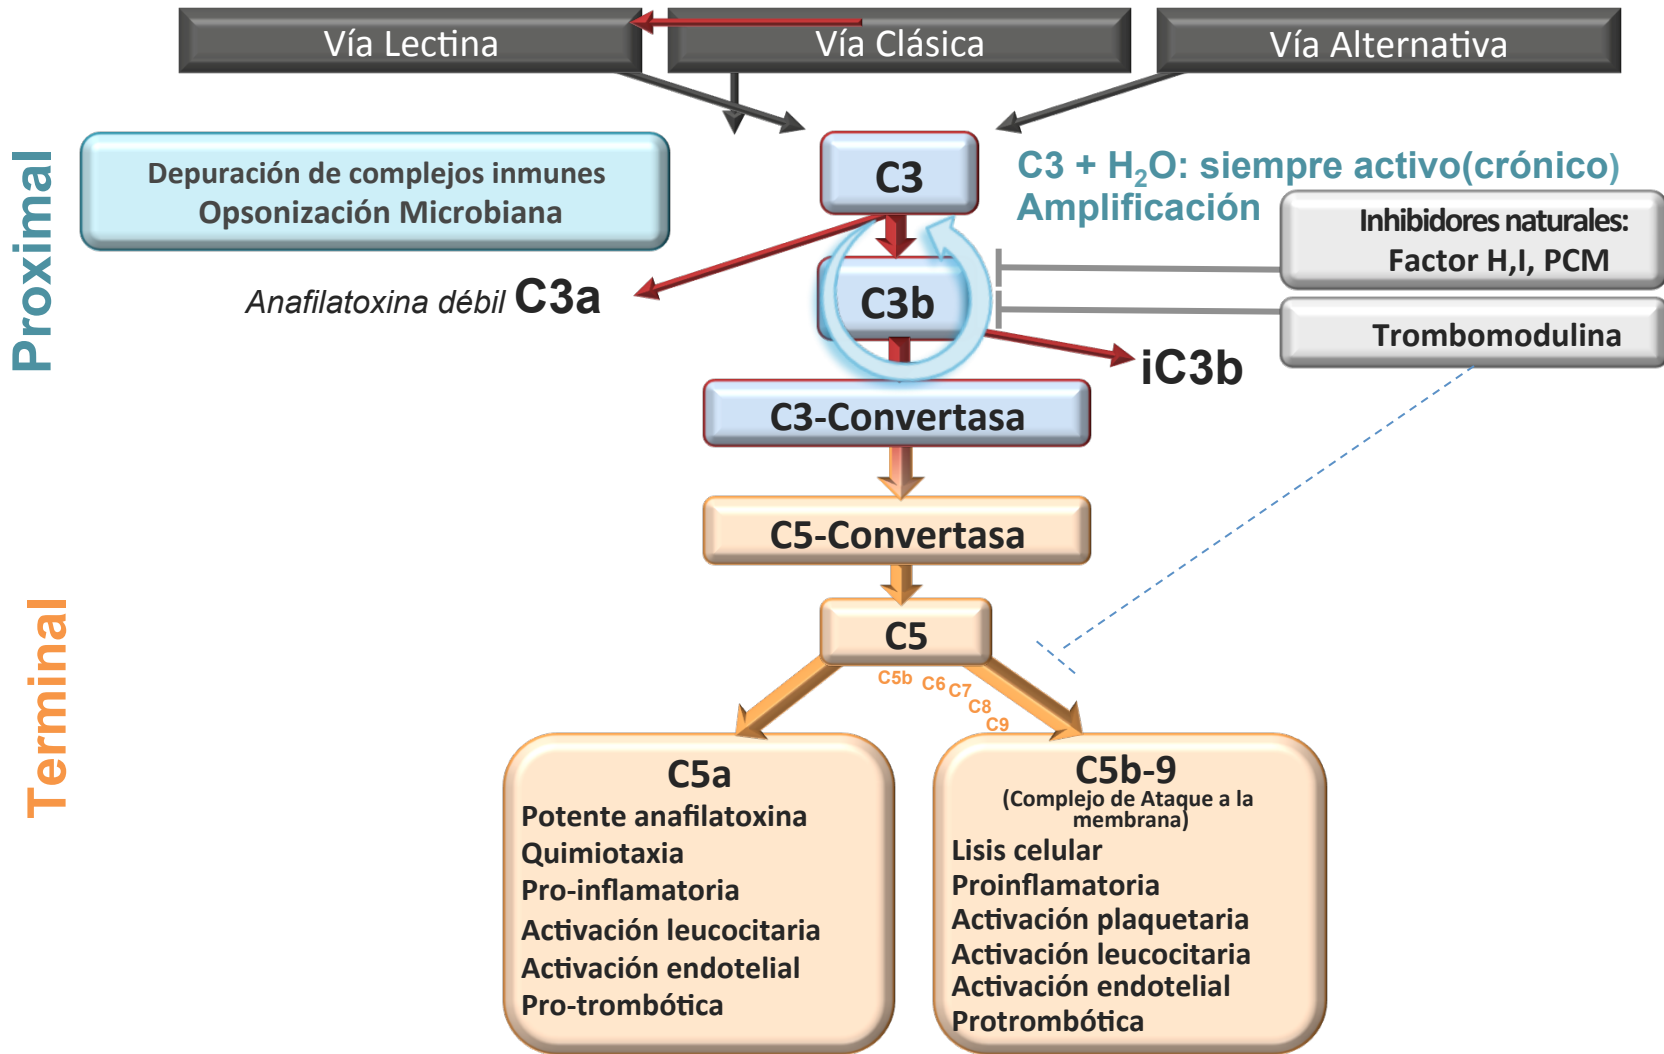 Vía Lectina
Vía Clásica
Vía Alternativa
Proximal
Depuración de complejos inmunes
Opsonización Microbiana
C3
C3 + H₂O: siempre activo(crónico)
Amplificación
Inhibidores naturales:
Factor H,I, PCM
Anafilatoxina débil C3a
C3b
Trombomodulina
iC3b
C3-Convertasa
C5-Convertasa
Terminal
C5
C5b C6 C7 C8 C9
C5a
Potente anafilatoxina
Quimiotaxia
Pro-inflamatoria
Activación leucocitaria
Activación endotelial
Pro-trombótica
C5b-9
(Complejo de Ataque a la
membrana)
Lisis celular
Proinflamatoria
Activación plaquetaria
Activación leucocitaria
Activación endotelial
Protrombótica